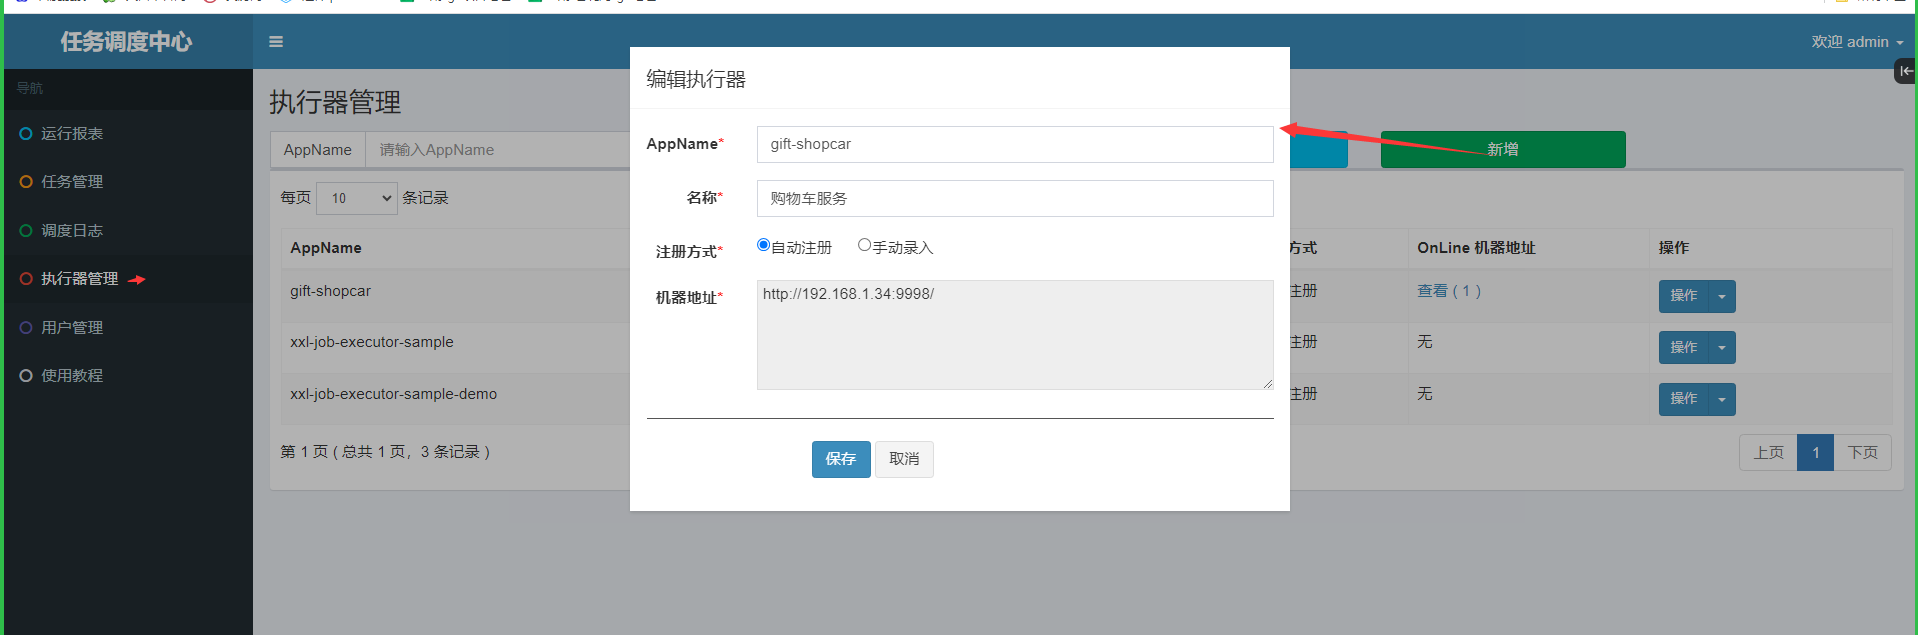 任务调度中心
欢迎 admin
导航
运行报表
任务管理
调度日志
执行器管理
用户管理
使用教程
执行器管理
AppName 请输入AppName
新增
每页 10 条记录
AppName 方式 OnLine 机器地址 操作
gift-shopcar 注册 查看 ( 1 ) 操作
xxl-job-executor-sample 注册 无 操作
xxl-job-executor-sample-demo 注册 无 操作
第 1 页 ( 总共 1 页，3 条记录 )
上页 1 下页
编辑执行器
AppName* gift-shopcar
名称* 购物车服务
注册方式* 自动注册 手动录入
机器地址* http://192.168.1.34:9998/
保存 取消